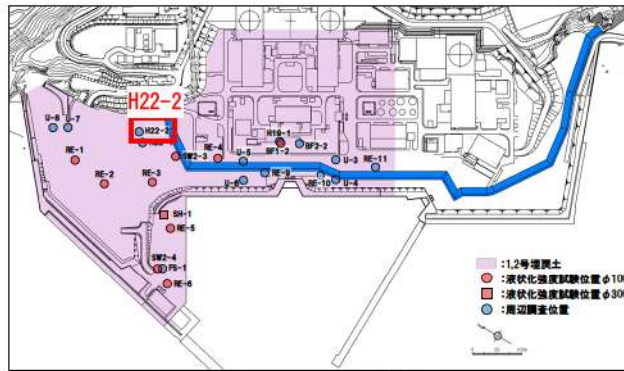 H22-2
U-8
U-7
H22-2
SW2-3
RE-4
U-5
H19-1
BF1-2
BF2-2
U-3
RE-11
RE-1
RE-2
RE-3
U-6
RE-9
RE-10
U-4
SH-1
RE-5
SW2-4
FS-1
RE-6
:1,2号埋戻土
:液状化強度試験位置φ100
:液状化強度試験位置φ300
:周辺調査位置